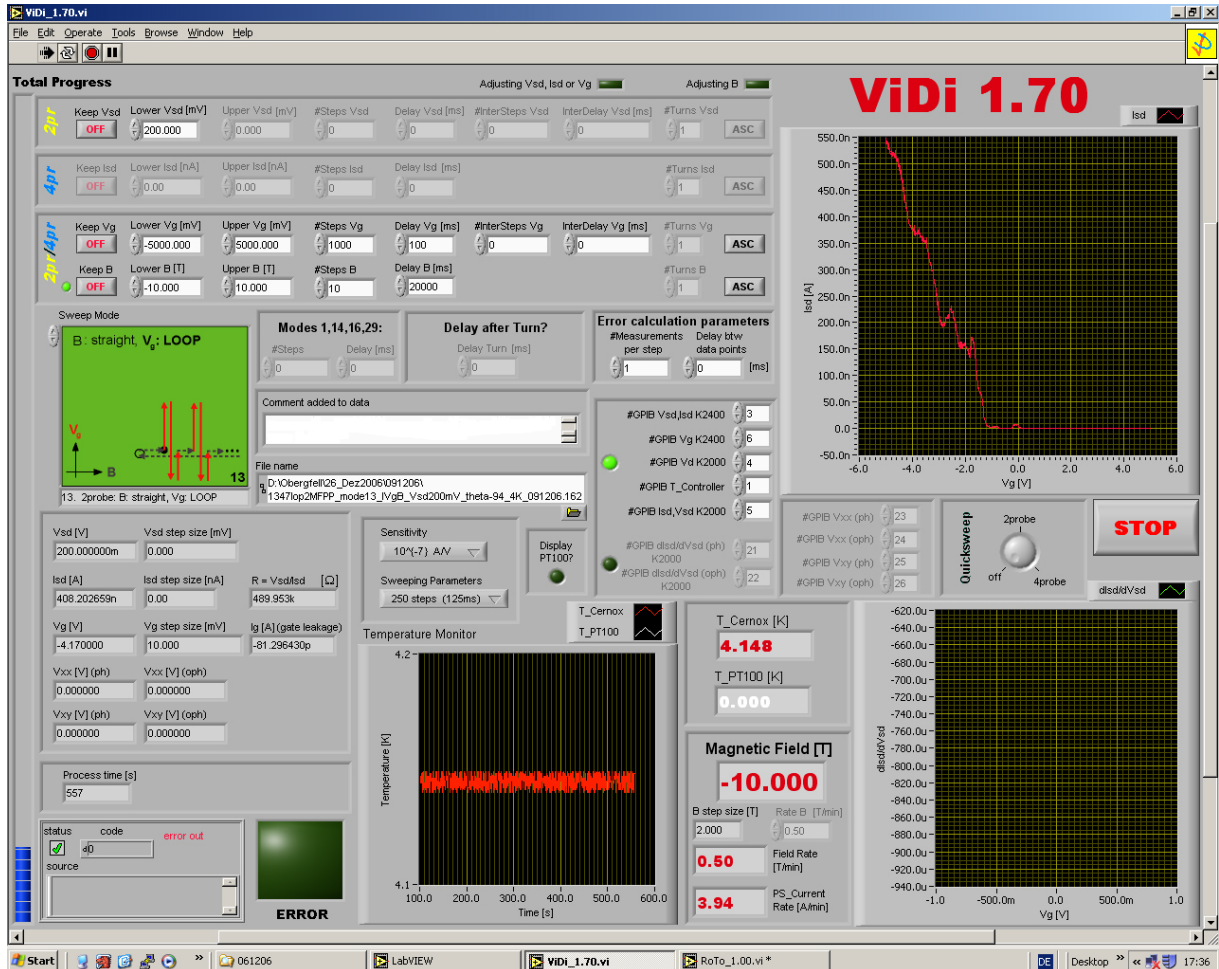 ViDi_1.70.vi
File Edit Operate Tools Browse Window Help
Total Progress
Adjusting Vsd, Isd or Vg
Adjusting B
ViDi 1.70
2pr
Keep Vsd Lower Vsd [mV] Upper Vsd [mV] #Steps Vsd Delay Vsd [ms] #InterSteps Vsd InterDelay Vsd [ms] #Turns Vsd
OFF 200.000 0.000 0 0 0 0 1 ASC
4pr
Keep Isd Lower Isd [nA] Upper Isd [nA] #Steps Isd Delay Isd [ms] #Turns Isd
OFF 0.00 0.00 0 0 1 ASC
2pr/4pr
Keep Vg Lower Vg [mV] Upper Vg [mV] #Steps Vg Delay Vg [ms] #InterSteps Vg InterDelay Vg [ms] #Turns Vg
OFF -5000.000 5000.000 1000 100 0 0 1 ASC
Keep B Lower B [T] Upper B [T] #Steps B Delay B [ms] #Turns B
OFF -10.000 10.000 10 20000 1 ASC
Isd
550.0n
500.0n
450.0n
400.0n
350.0n
300.0n
250.0n
200.0n
150.0n
100.0n
50.0n
0.0
-50.0n
Isd [A]
-6.0 -4.0 -2.0 0.0 2.0 4.0 6.0
Vg [V]
Sweep Mode
B: straight, Vg: LOOP
Vg
B
13
13. 2probe: B: straight, Vg: LOOP
Modes 1,14,16,29:
#Steps Delay [ms]
0 0
Delay after Turn?
Delay Turn [ms]
0
Error calculation parameters
#Measurements per step
Delay btw data points
1 0 [ms]
Comment added to data
File name
D:\Obergfell\26_Dez2006\091206\
1347lop2MFPP_mode13_IVgB_Vsd200mV_theta-94_4K_091206.162
#GPIB Vsd,Isd K2400 3
#GPIB Vg K2400 6
#GPIB Vd K2000 4
#GPIB T_Controller 1
#GPIB Isd,Vsd K2000 5
#GPIB dIsd/dVsd (ph) K2000 21
#GPIB dIsd/dVsd (oph) K2000 22
#GPIB Vxx (ph) 23
#GPIB Vxx (oph) 24
#GPIB Vxy (ph) 25
#GPIB Vxy (oph) 26
Quicksweep
2probe
off
4probe
STOP
Vsd [V] Vsd step size [mV]
200.000000m 0.000
Isd [A] Isd step size [nA] R = Vsd/Isd [Ω]
408.202659n 0.00 489.953k
Vg [V] Vg step size [mV] Ig [A] (gate leakage)
-4.170000 10.000 -81.296430p
Vxx [V] (ph) Vxx [V] (oph)
0.000000 0.000000
Vxy [V] (ph) Vxy [V] (oph)
0.000000 0.000000
Sensitivity
10^(-7) A/V
Sweeping Parameters
250 steps (125ms)
Display PT100?
T_Cernox
T_PT100
Temperature Monitor
4.2
4.1
Temperature [K]
100.0 200.0 300.0 400.0 500.0 600.0
Time [s]
T_Cernox [K]
4.148
T_PT100 [K]
0.000
Magnetic Field [T]
-10.000
B step size [T] Rate B [T/min]
2.000 0.50
0.50 Field Rate [T/min]
3.94 PS_Current Rate [A/min]
dIsd/dVsd
-620.0u
-640.0u
-660.0u
-680.0u
-700.0u
-720.0u
-740.0u
-760.0u
-780.0u
-800.0u
-820.0u
-840.0u
-860.0u
-880.0u
-900.0u
-920.0u
-940.0u
dIsd/dVsd
-1.0 -500.0m 0.0 500.0m 1.0
Vg [V]
Process time [s]
557
status code error out
d0
source
ERROR
Start
061206
LabVIEW
ViDi_1.70.vi
RoTo_1.00.vi *
DE
Desktop
17:36